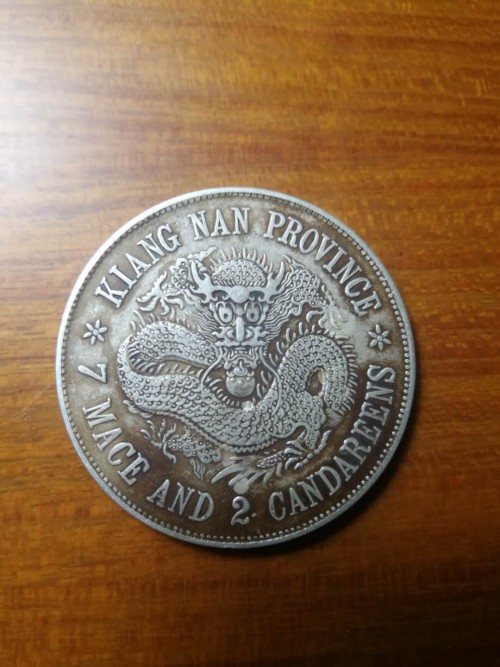 KIANG NAN PROVINCE
7 MACE AND 2 CANDAREENS